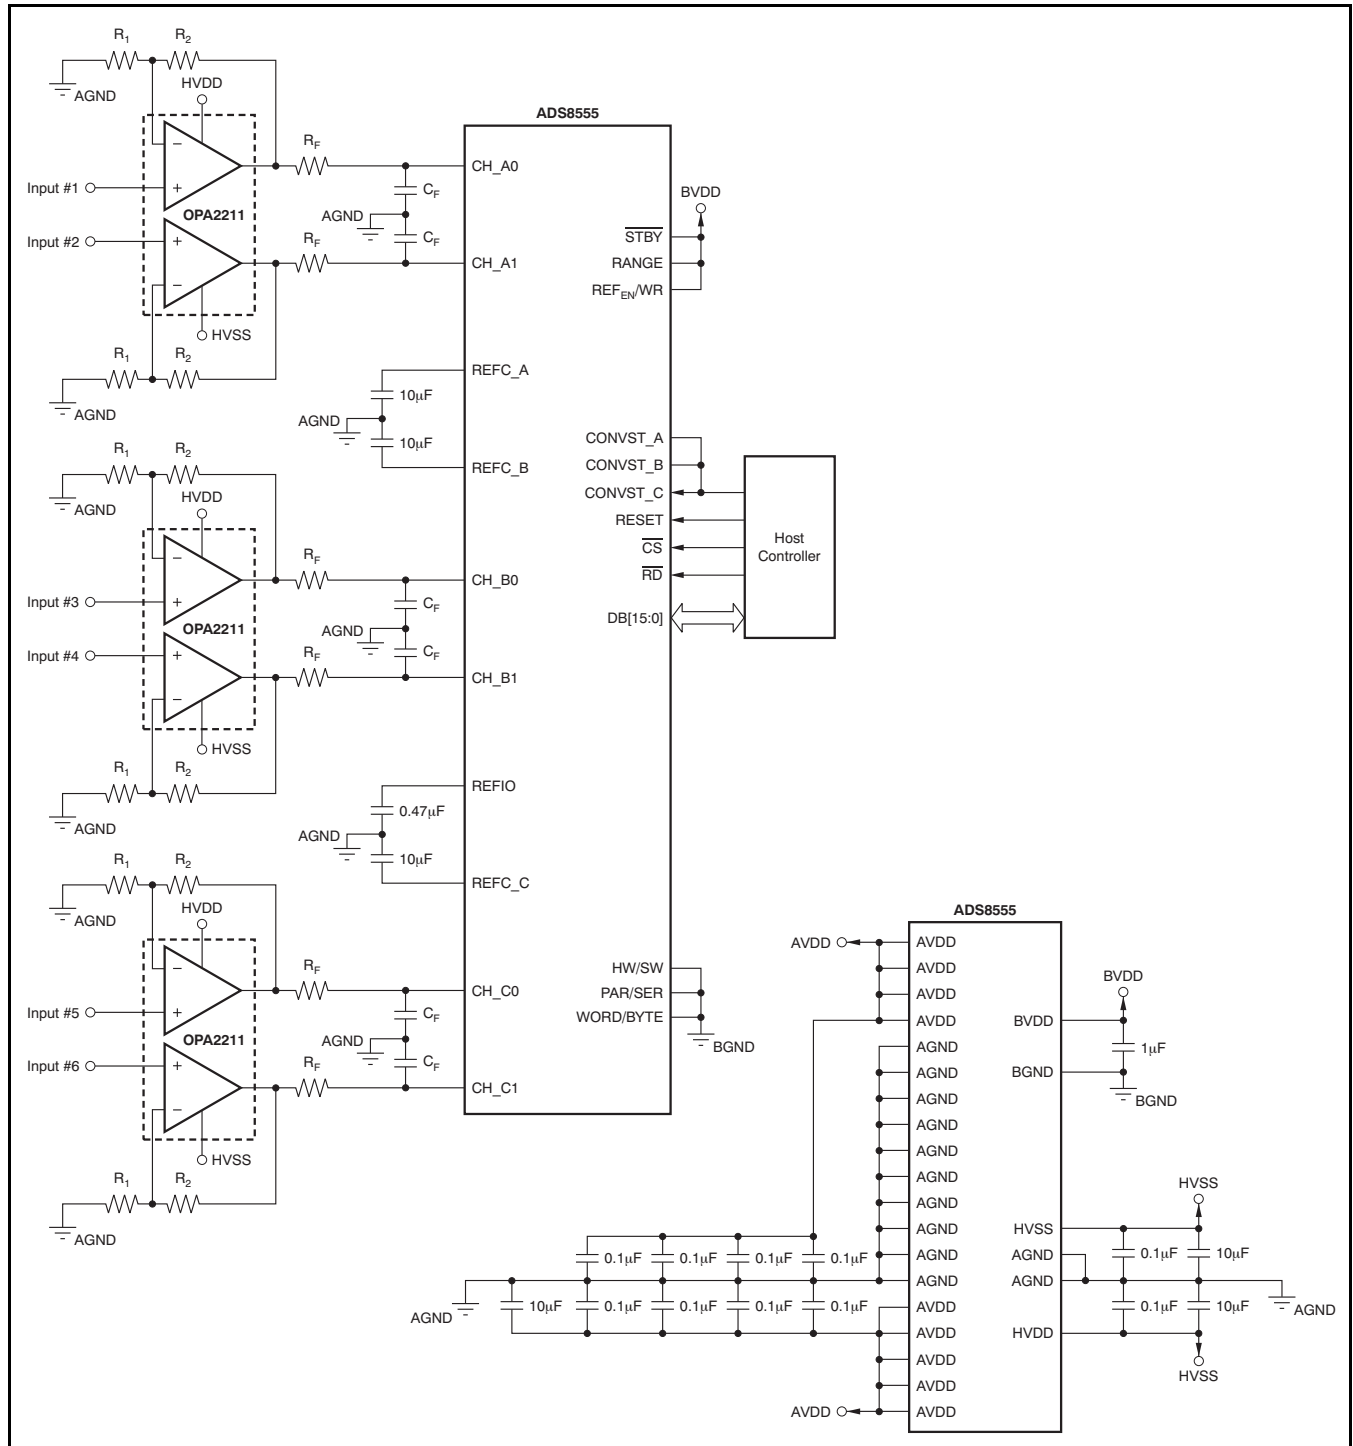 R1 R2
AGND
HVDD
Input #1
Input #2
OPA2211
−
+
+
−
HVSS
RF
RF
CF
CF
AGND
R1 R2
AGND
R1 R2
AGND
HVDD
Input #3
Input #4
OPA2211
−
+
+
−
HVSS
RF
RF
CF
CF
AGND
R1 R2
AGND
R1 R2
AGND
HVDD
Input #5
Input #6
OPA2211
−
+
+
−
HVSS
RF
RF
CF
CF
AGND
R1 R2
AGND
10μF
AGND
10μF
0.47μF
AGND
10μF
ADS8555
CH_A0
CH_A1
REFC_A
REFC_B
CH_B0
CH_B1
REFIO
REFC_C
CH_C0
CH_C1
BVDD
STBY
RANGE
REFEN/WR
CONVST_A
CONVST_B
CONVST_C
RESET
CS
RD
DB[15:0]
Host
Controller
HW/SW
PAR/SER
WORD/BYTE
BGND
ADS8555
AVDD
AVDD
AVDD
AVDD
AVDD
AGND
AGND
AGND
AGND
AGND
AGND
AGND
AGND
AGND
AGND
AVDD
AVDD
AVDD
AVDD
AVDD
AVDD
BVDD
BVDD
1μF
BGND
BGND
HVSS
HVSS
0.1μF 10μF
AGND
AGND
AGND
0.1μF 10μF
HVDD
HVSS
0.1μF 0.1μF 0.1μF 0.1μF
AGND
10μF 0.1μF 0.1μF 0.1μF 0.1μF